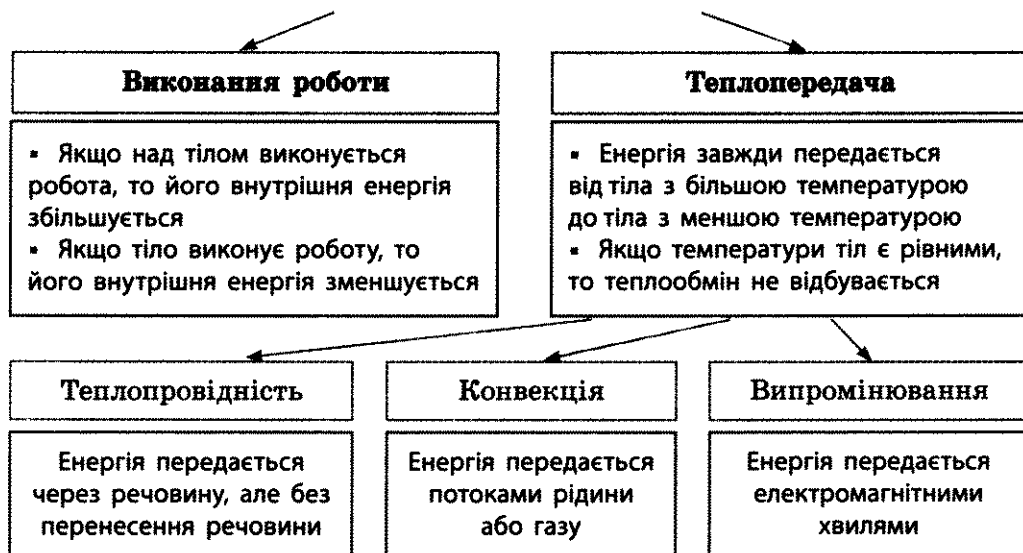 Виконання роботи
▪ Якщо над тілом виконується
робота, то його внутрішня енергія
збільшується
▪ Якщо тіло виконує роботу, то
його внутрішня енергія зменшується
Теплопередача
▪ Енергія завжди передається
від тіла з більшою температурою
до тіла з меншою температурою
▪ Якщо температури тіл є рівними,
то теплообмін не відбувається
Теплопровідність
Енергія передається
через речовину, але без
перенесення речовини
Конвекція
Енергія передається
потоками рідини
або газу
Випромінювання
Енергія передається
електромагнітними
хвилями